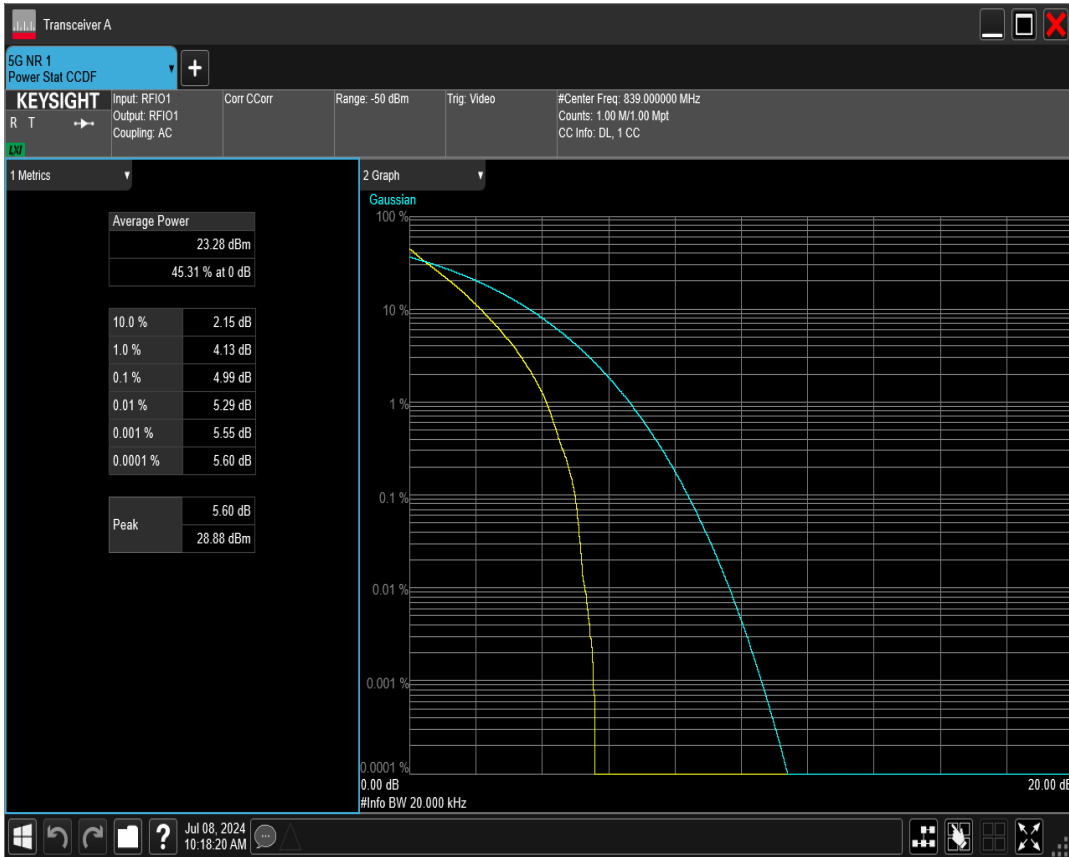 Transceiver A
5G NR 1
Power Stat CCDF
+
KEYSIGHT
R T
LXI
Input: RFIO1
Output: RFIO1
Coupling: AC
Corr CCorr
Range: -50 dBm
Trig: Video
#Center Freq: 839.000000 MHz
Counts: 1.00 M/1.00 Mpt
CC Info: DL, 1 CC
1 Metrics
Average Power
23.28 dBm
45.31 % at 0 dB
10.0 % 2.15 dB
1.0 % 4.13 dB
0.1 % 4.99 dB
0.01 % 5.29 dB
0.001 % 5.55 dB
0.0001 % 5.60 dB
Peak
5.60 dB
28.88 dBm
2 Graph
Gaussian
100 %
10 %
1 %
0.1 %
0.01 %
0.001 %
0.0001 %
0.00 dB
20.00 dB
#Info BW 20.000 kHz
?
Jul 08, 2024
10:18:20 AM